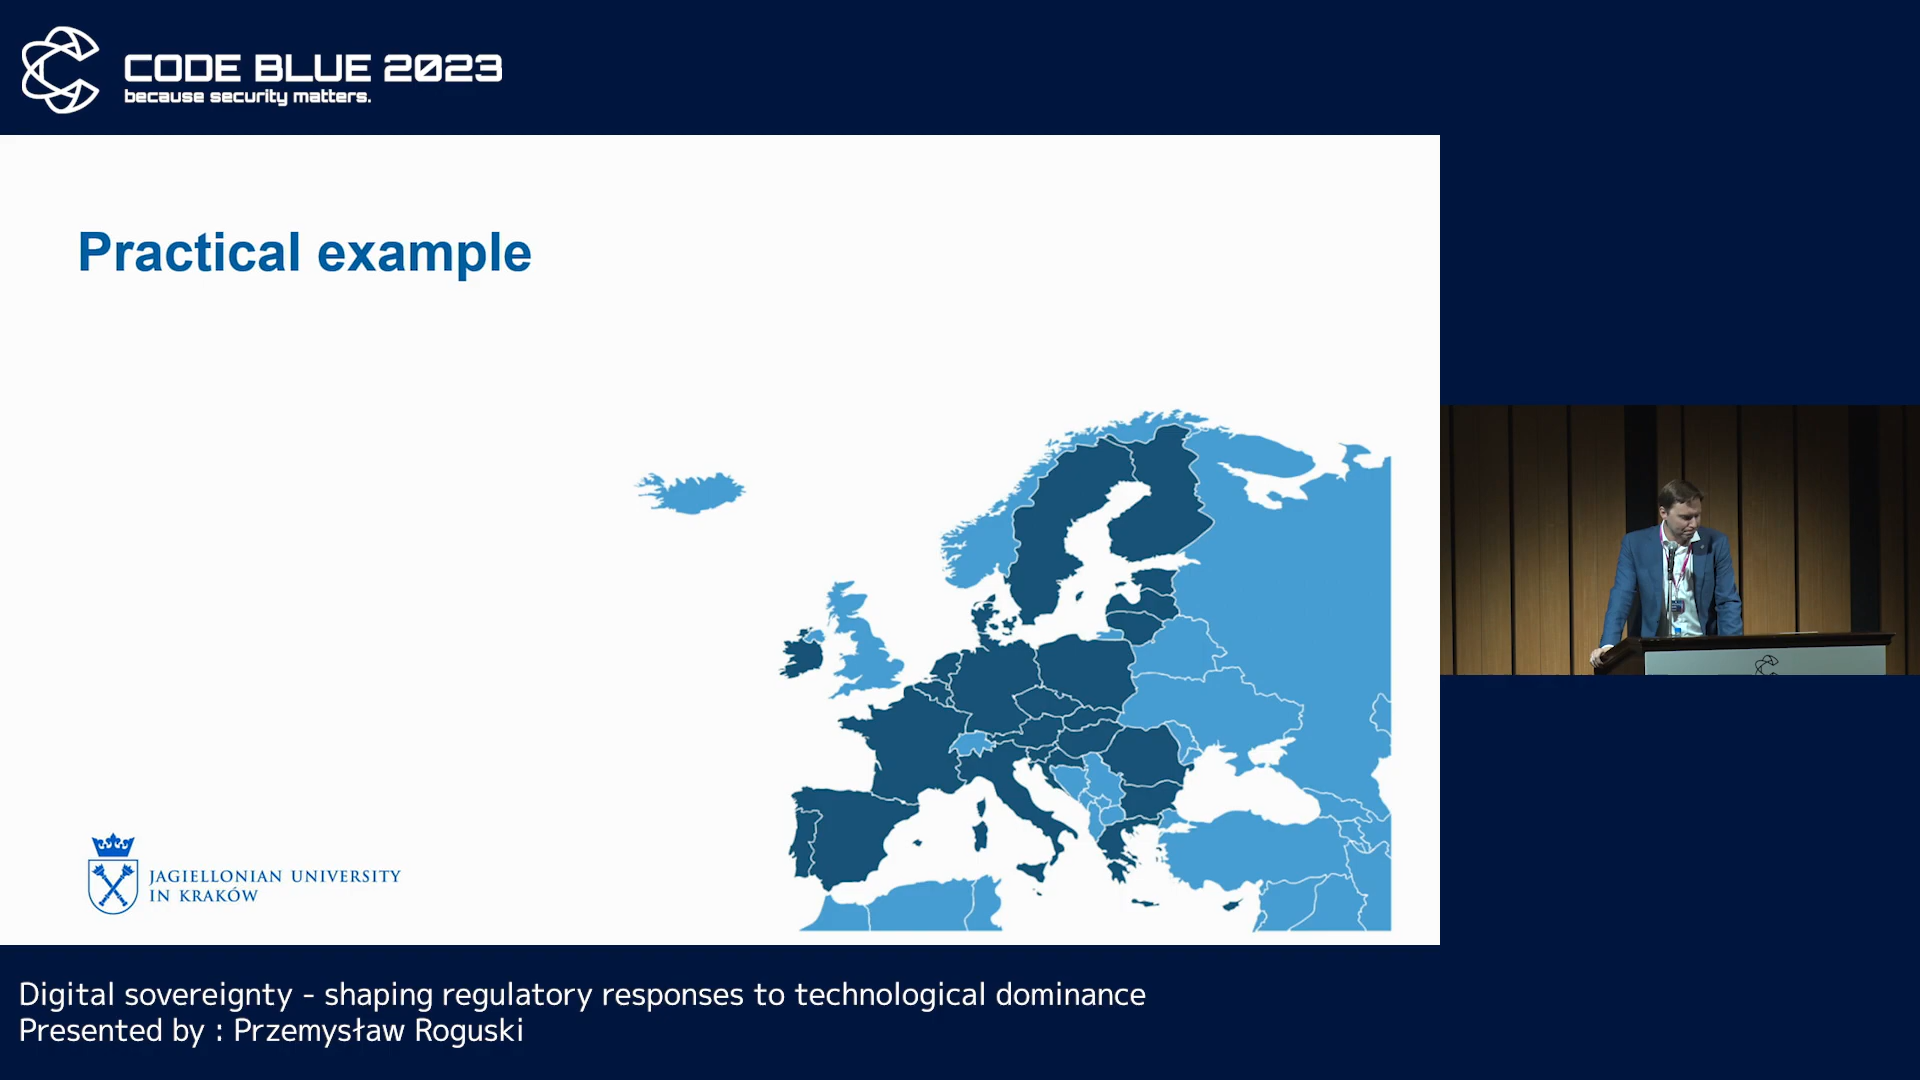 CODE BLUE 2023
because security matters.
Practical example
JAGIELLONIAN UNIVERSITY
IN KRAKÓW
Digital sovereignty - shaping regulatory responses to technological dominance
Presented by : Przemysław Roguski